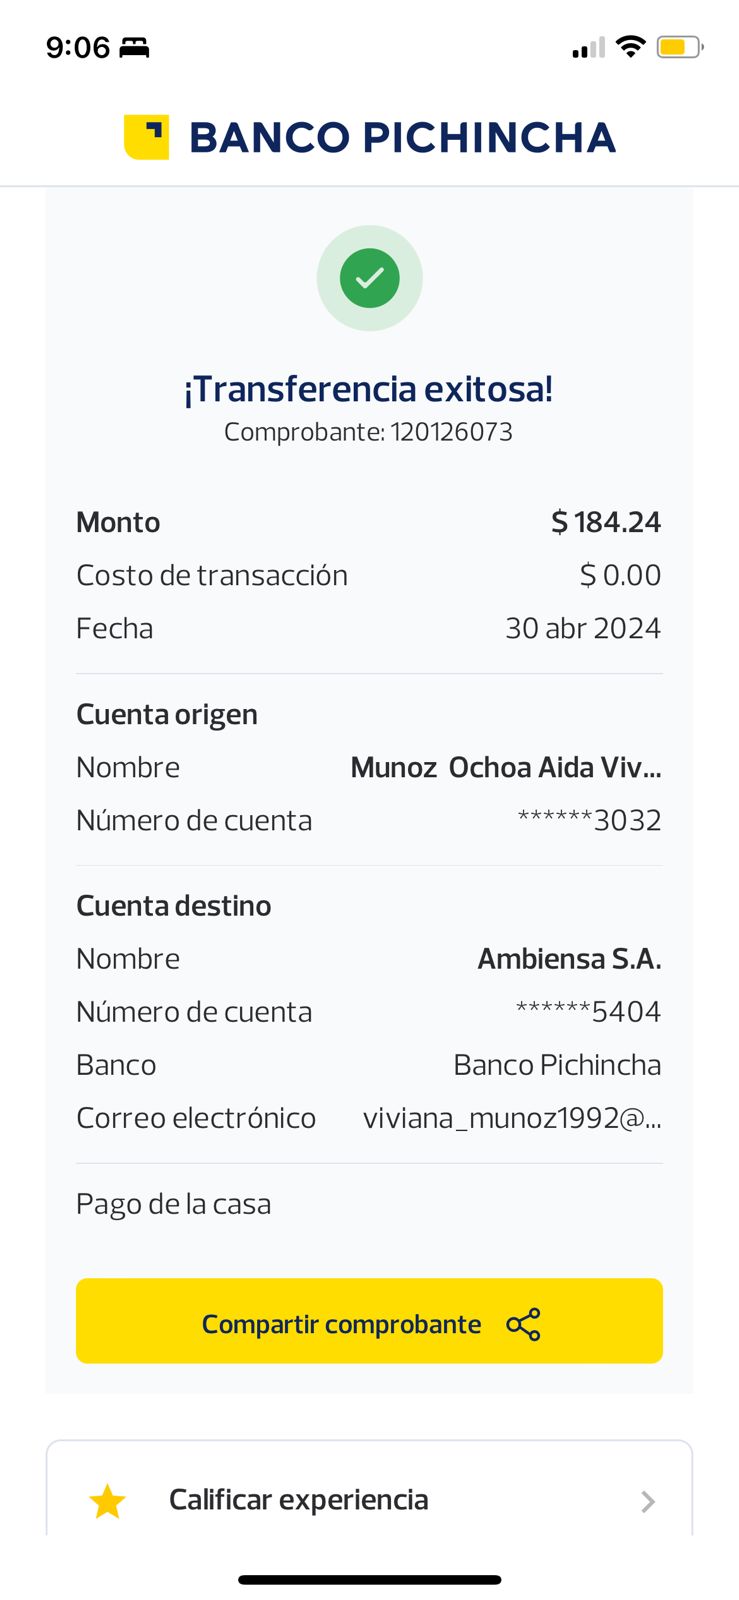 9:06
BANCO PICHINCHA
¡Transferencia exitosa!
Comprobante: 120126073
Monto $ 184.24
Costo de transacción $ 0.00
Fecha 30 abr 2024
Cuenta origen
Nombre Munoz  Ochoa Aida Viv...
Número de cuenta ******3032
Cuenta destino
Nombre Ambiensa S.A.
Número de cuenta ******5404
Banco Banco Pichincha
Correo electrónico viviana_munoz1992@...
Pago de la casa
Compartir comprobante
Calificar experiencia